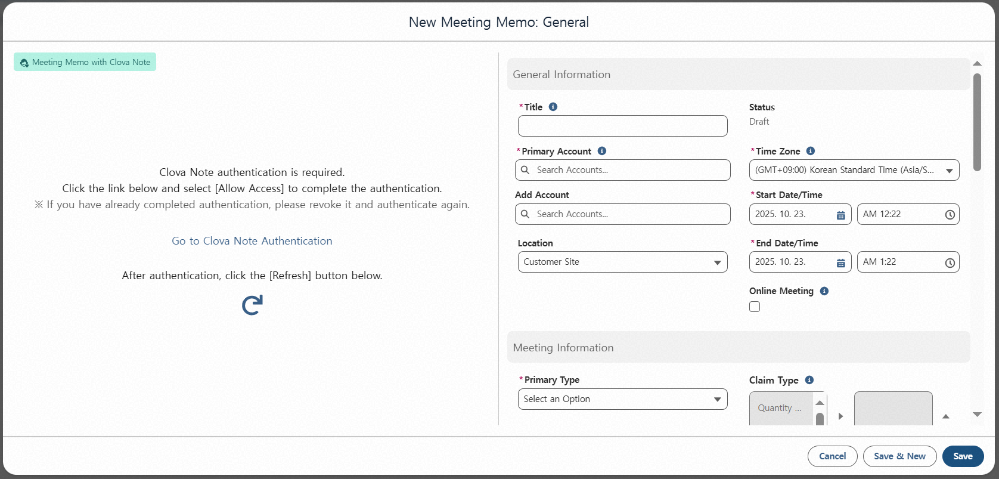 New Meeting Memo: General
Meeting Memo with Clova Note
Clova Note authentication is required.
Click the link below and select [Allow Access] to complete the authentication.
※ If you have already completed authentication, please revoke it and authenticate again.
Go to Clova Note Authentication
After authentication, click the [Refresh] button below.
General Information
*Title
Status
Draft
*Primary Account
Search Accounts...
*Time Zone
(GMT+09:00) Korean Standard Time (Asia/S...
Add Account
Search Accounts...
*Start Date/Time
2025. 10. 23.
AM 12:22
Location
Customer Site
*End Date/Time
2025. 10. 23.
AM 1:22
Online Meeting
Meeting Information
*Primary Type
Select an Option
Claim Type
Quantity ...
Cancel
Save & New
Save